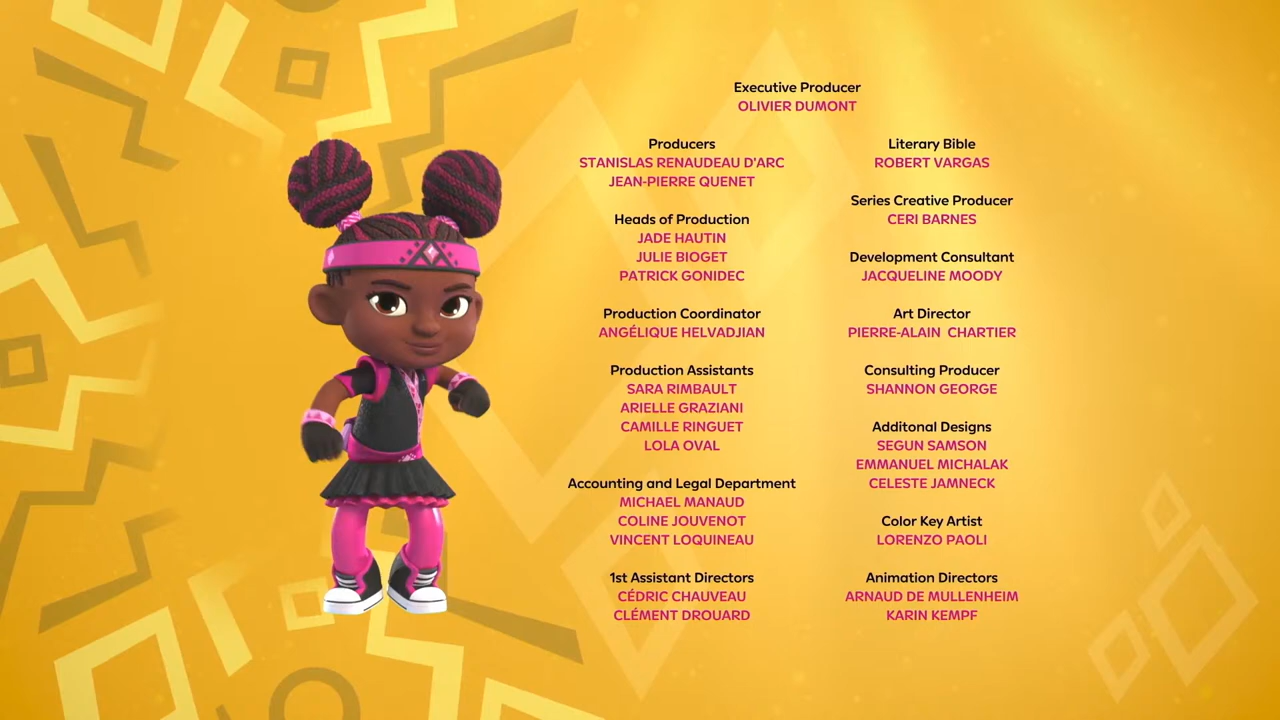 Executive Producer
OLIVIER DUMONT
Producers
STANISLAS RENAUDEAU D'ARC
JEAN-PIERRE QUENET
Heads of Production
JADE HAUTIN
JULIE BIOGET
PATRICK GONIDEC
Production Coordinator
ANGÉLIQUE HELVADJIAN
Production Assistants
SARA RIMBAULT
ARIELLE GRAZIANI
CAMILLE RINGUET
LOLA OVAL
Accounting and Legal Department
MICHAEL MANAUD
COLINE JOUVENOT
VINCENT LOQUINEAU
1st Assistant Directors
CÉDRIC CHAUVEAU
CLÉMENT DROUARD
Literary Bible
ROBERT VARGAS
Series Creative Producer
CERI BARNES
Development Consultant
JACQUELINE MOODY
Art Director
PIERRE-ALAIN  CHARTIER
Consulting Producer
SHANNON GEORGE
Additonal Designs
SEGUN SAMSON
EMMANUEL MICHALAK
CELESTE JAMNECK
Color Key Artist
LORENZO PAOLI
Animation Directors
ARNAUD DE MULLENHEIM
KARIN KEMPF